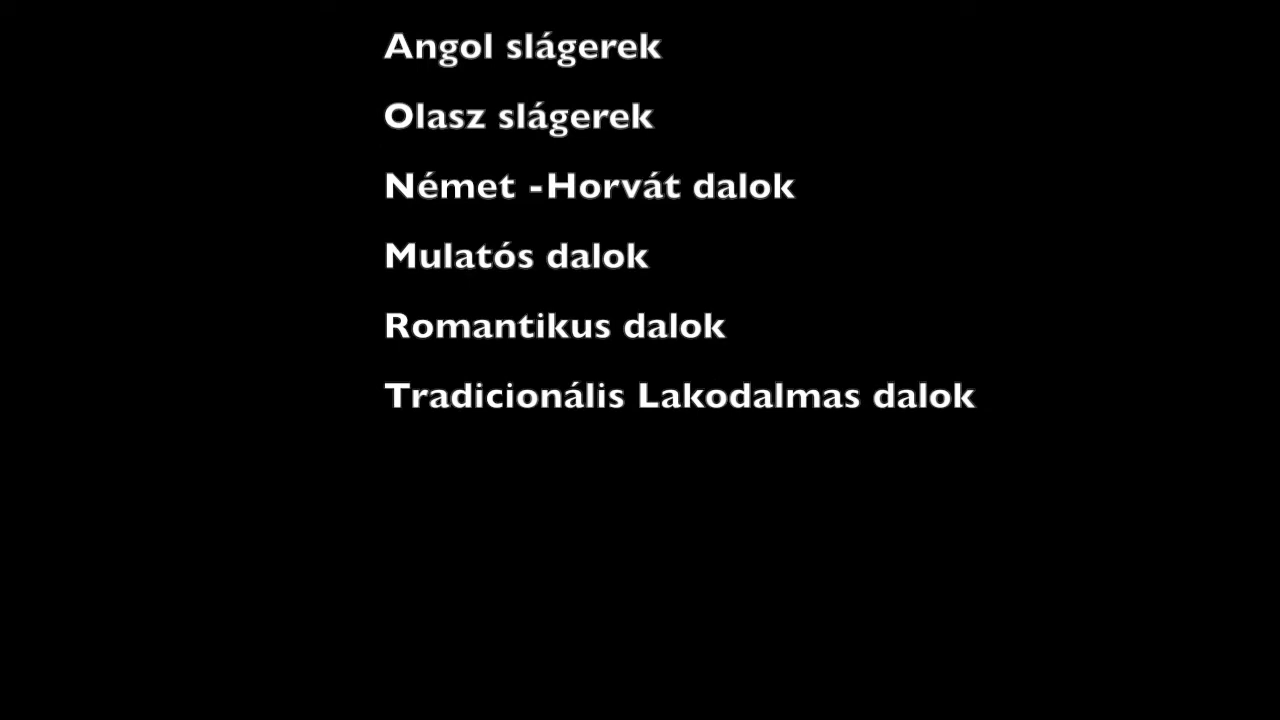 Angol slágerek
Olasz slágerek
Német -Horvát dalok
Mulatós dalok
Romantikus dalok
Tradicionális Lakodalmas dalok